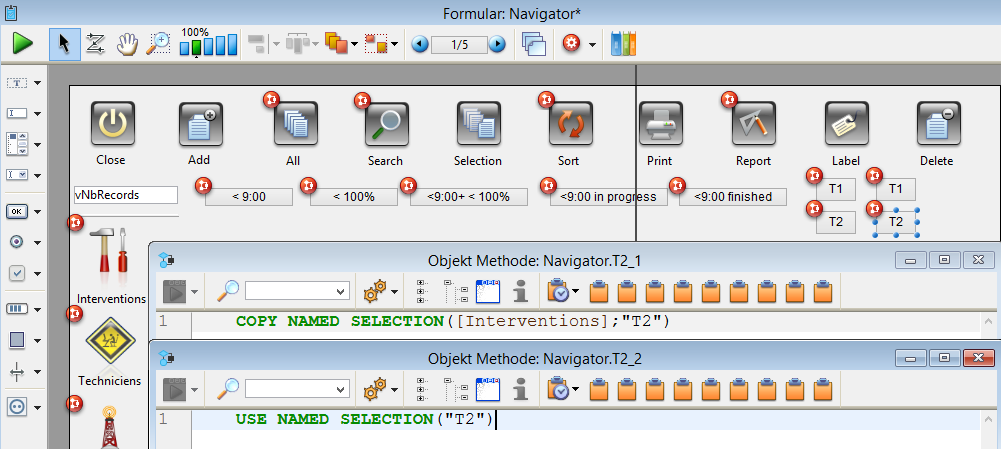 Formular: Navigator*
100%
1/5
Close
Add
All
Search
Selection
Sort
Print
Report
Label
Delete
vNbRecords
< 9:00
< 100%
<9:00+ < 100%
<9:00 in progress
<9:00 finished
T1
T1
T2
T2
OK
Interventions
Techniciens
Objekt Methode: Navigator.T2_1
1 COPY NAMED SELECTION([Interventions];"T2")
Objekt Methode: Navigator.T2_2
1 USE NAMED SELECTION("T2")